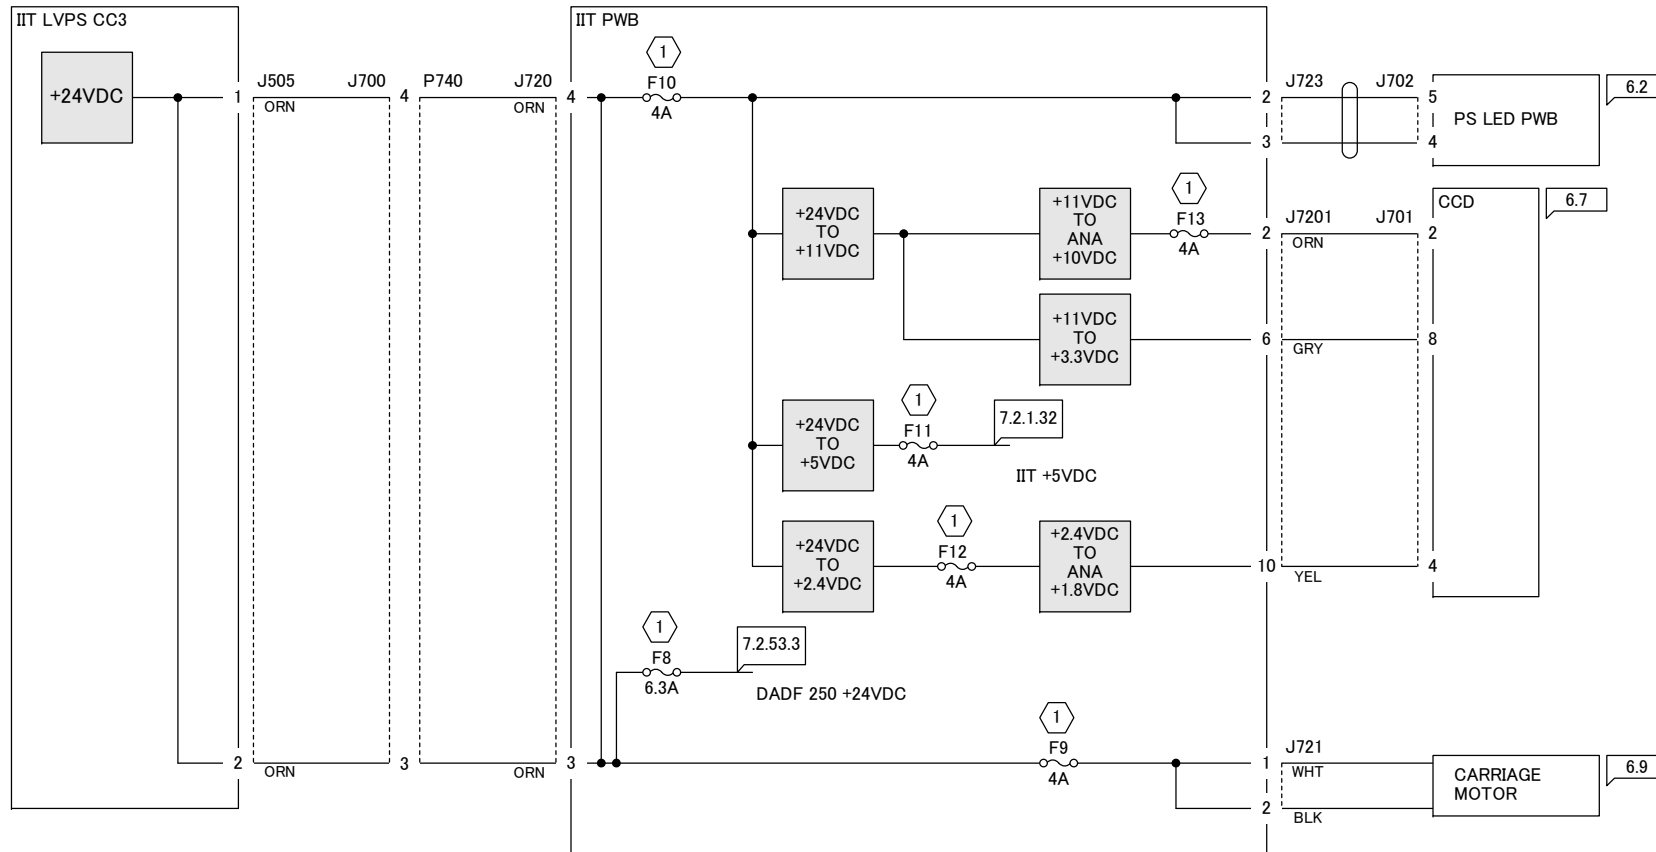 IIT LVPS CC3
IIT PWB
1
F10
4A
+24VDC
1
J505
ORN
J700
4
P740
J720
ORN
4
2
3
J723
J702
5
4
PS LED PWB
6.2
+24VDC
TO
+11VDC
+11VDC
TO
ANA
+10VDC
1
F13
4A
2
J7201
ORN
J701
2
CCD
6.7
+11VDC
TO
+3.3VDC
6
GRY
8
+24VDC
TO
+5VDC
1
F11
4A
7.2.1.32
IIT +5VDC
+24VDC
TO
+2.4VDC
1
F12
4A
+2.4VDC
TO
ANA
+1.8VDC
10
YEL
4
1
F8
6.3A
7.2.53.3
DADF 250 +24VDC
2
ORN
3
ORN
3
1
F9
4A
1
2
J721
WHT
BLK
CARRIAGE
MOTOR
6.9